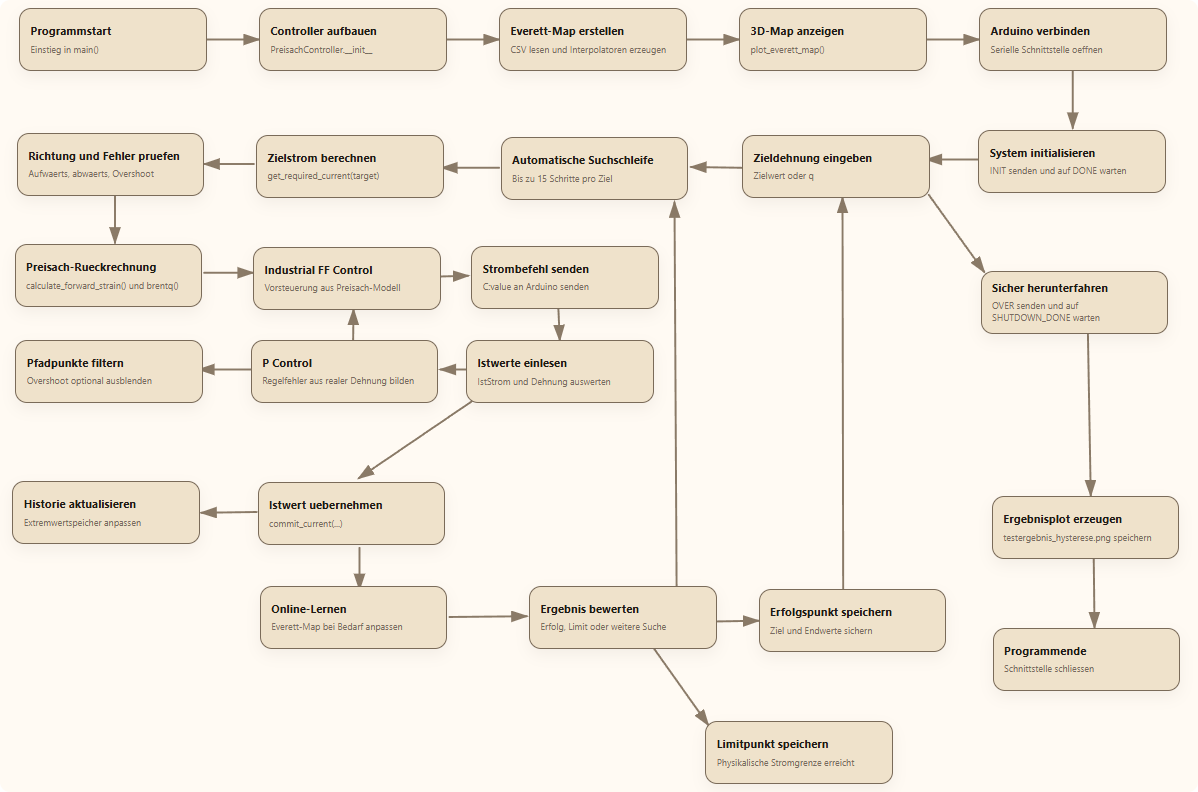 Programmstart
Einstieg in main()
Controller aufbauen
PreisachController.__init__
Everett-Map erstellen
CSV lesen und Interpolatoren erzeugen
3D-Map anzeigen
plot_everett_map()
Arduino verbinden
Serielle Schnittstelle oeffnen
System initialisieren
INIT senden und auf DONE warten
Zieldehnung eingeben
Zielwert oder q
Automatische Suchschleife
Bis zu 15 Schritte pro Ziel
Zielstrom berechnen
get_required_current(target)
Richtung und Fehler pruefen
Aufwaerts, abwaerts, Overshoot
Preisach-Rueckrechnung
calculate_forward_strain() und brentq()
Industrial FF Control
Vorsteuerung aus Preisach-Modell
Strombefehl senden
C:value an Arduino senden
Sicher herunterfahren
OVER senden und auf
SHUTDOWN_DONE warten
Pfadpunkte filtern
Overshoot optional ausblenden
P Control
Regelfehler aus realer Dehnung bilden
Istwerte einlesen
IstStrom und Dehnung auswerten
Historie aktualisieren
Extremwertspeicher anpassen
Istwert uebernehmen
commit_current(...)
Ergebnisplot erzeugen
testergebnis_hysterese.png speichern
Online-Lernen
Everett-Map bei Bedarf anpassen
Ergebnis bewerten
Erfolg, Limit oder weitere Suche
Erfolgspunkt speichern
Ziel und Endwerte sichern
Programmende
Schnittstelle schliessen
Limitpunkt speichern
Physikalische Stromgrenze erreicht